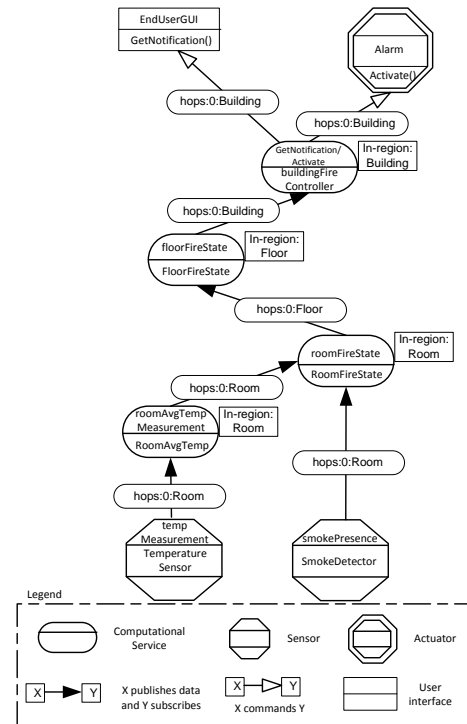 EndUserGUI
GetNotification()
Alarm
Activate()
hops:0:Building
hops:0:Building
GetNotification/
Activate
buildingFire
Controller
In-region:
Building
hops:0:Building
floorFireState
FloorFireState
In-region:
Floor
hops:0:Floor
roomFireState
RoomFireState
In-region:
Room
hops:0:Room
roomAvgTemp
Measurement
RoomAvgTemp
In-region:
Room
hops:0:Room
hops:0:Room
temp
Measurement
Temperature
Sensor
smokePresence
SmokeDetector
Legend
Computational
Service
Sensor
Actuator
X
Y
X publishes data
and Y subscribes
X
Y
X commands Y
User
interface